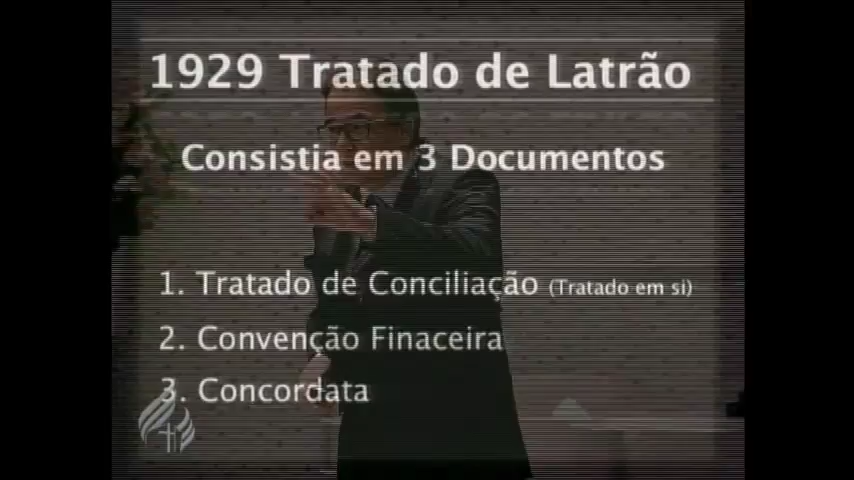 1929 Tratado de Latrão
Consistia em 3 Documentos
1. Tratado de Conciliação (Tratado em si)
2. Convenção Finaceira
3. Concordata